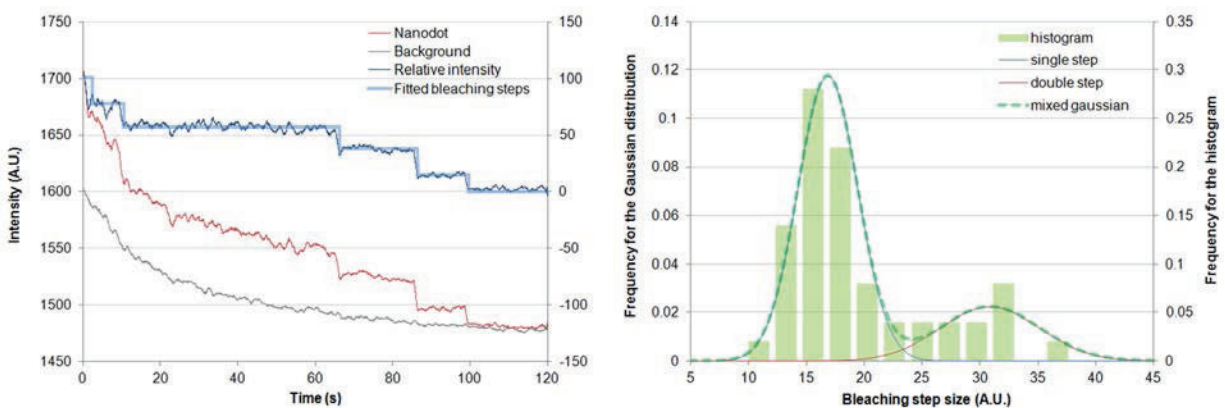 1750
1700
1650
1600
1550
1500
1450
Intensity (A.U.)
150
100
50
0
-50
-100
-150
Nanodot
Background
Relative intensity
Fitted bleaching steps
0 20 40 60 80 100 120
Time (s)
0.14
0.12
0.1
0.08
0.06
0.04
0.02
0
Frequency for the Gaussian distribution
0.35
0.3
0.25
0.2
0.15
0.1
0.05
0
Frequency for the histogram
histogram
single step
double step
mixed gaussian
5 10 15 20 25 30 35 40 45
Bleaching step size (A.U.)